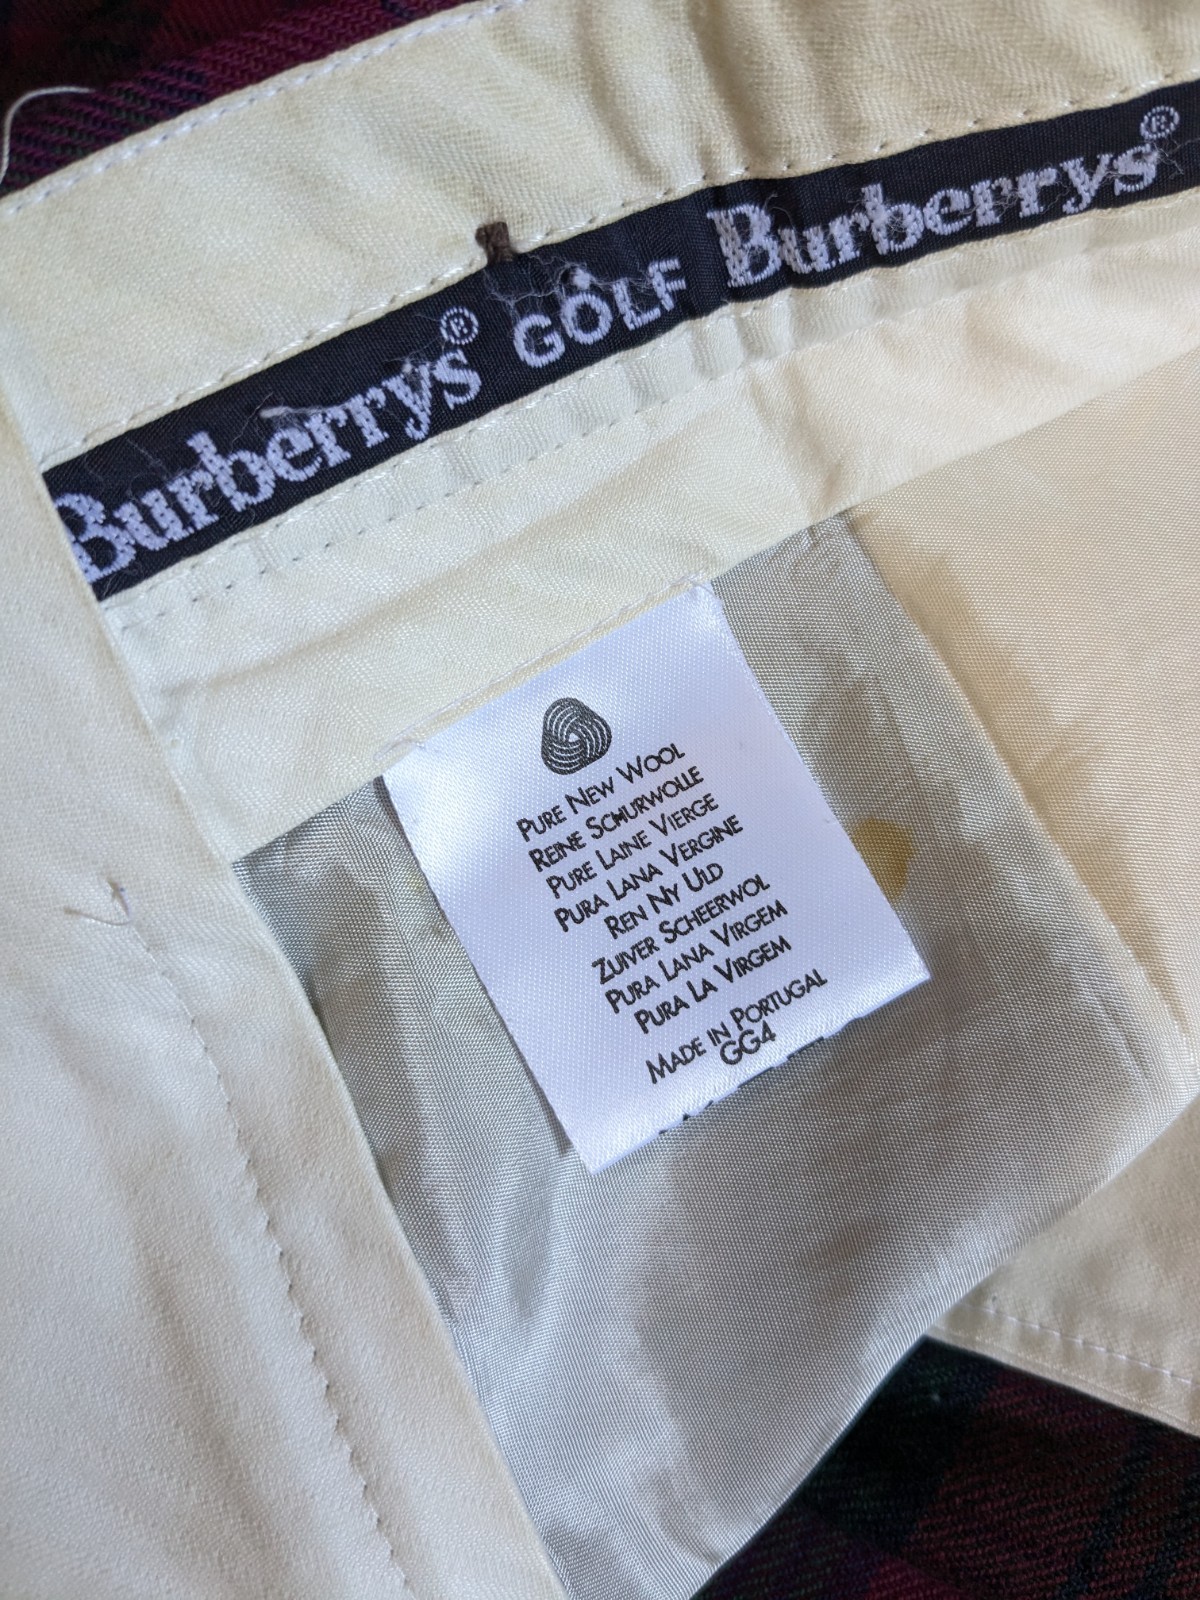 Burberrys® GOLF Burberrys®
PURE NEW WOOL
REINE SCHURWOLLE
PURE LAINE VIERGE
PURA LANA VERGINE
REN NY ULD
ZUIVER SCHEERWOL
PURA LANA VIRGEM
PURA LA VIRGEM
MADE IN PORTUGAL
GG4